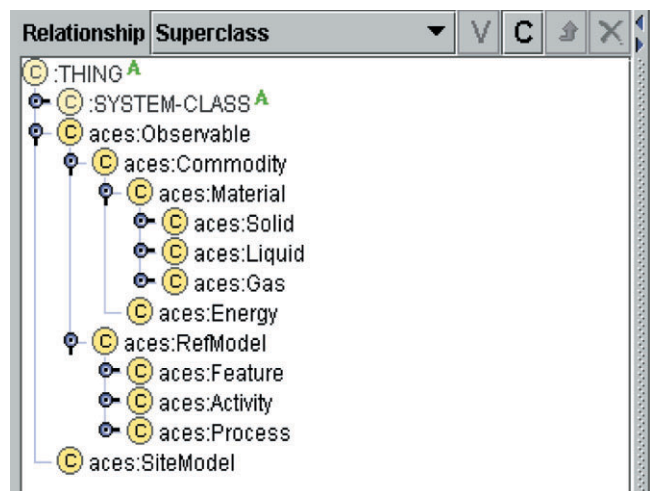 Relationship Superclass V C
C :THING A
C :SYSTEM-CLASS A
C aces:Observable
C aces:Commodity
C aces:Material
C aces:Solid
C aces:Liquid
C aces:Gas
C aces:Energy
C aces:RefModel
C aces:Feature
C aces:Activity
C aces:Process
C aces:SiteModel